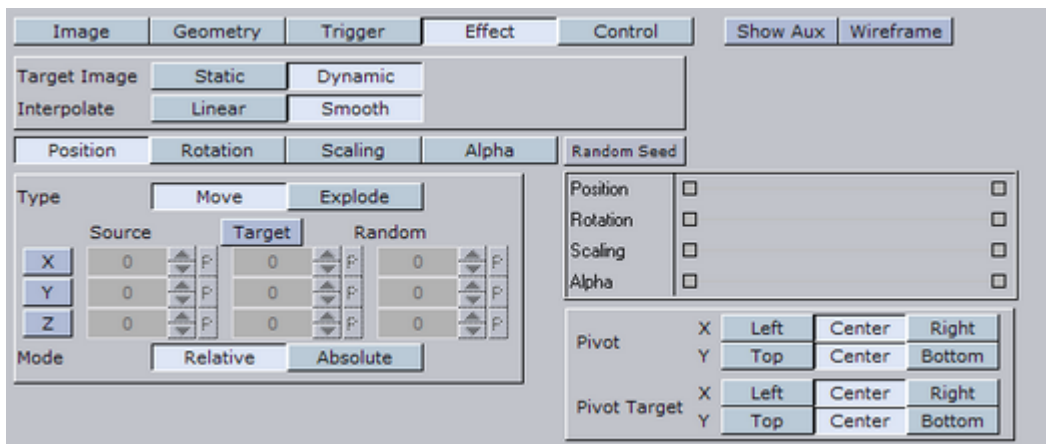 Image Geometry Trigger Effect Control Show Aux Wireframe
Target Image Static Dynamic
Interpolate Linear Smooth
Position Rotation Scaling Alpha Random Seed
Type Move Explode
Source Target Random
X 0 P 0 P 0 P
Y 0 P 0 P 0 P
Z 0 P 0 P 0 P
Mode Relative Absolute
Position
Rotation
Scaling
Alpha
Pivot X Left Center Right
Y Top Center Bottom
Pivot Target X Left Center Right
Y Top Center Bottom